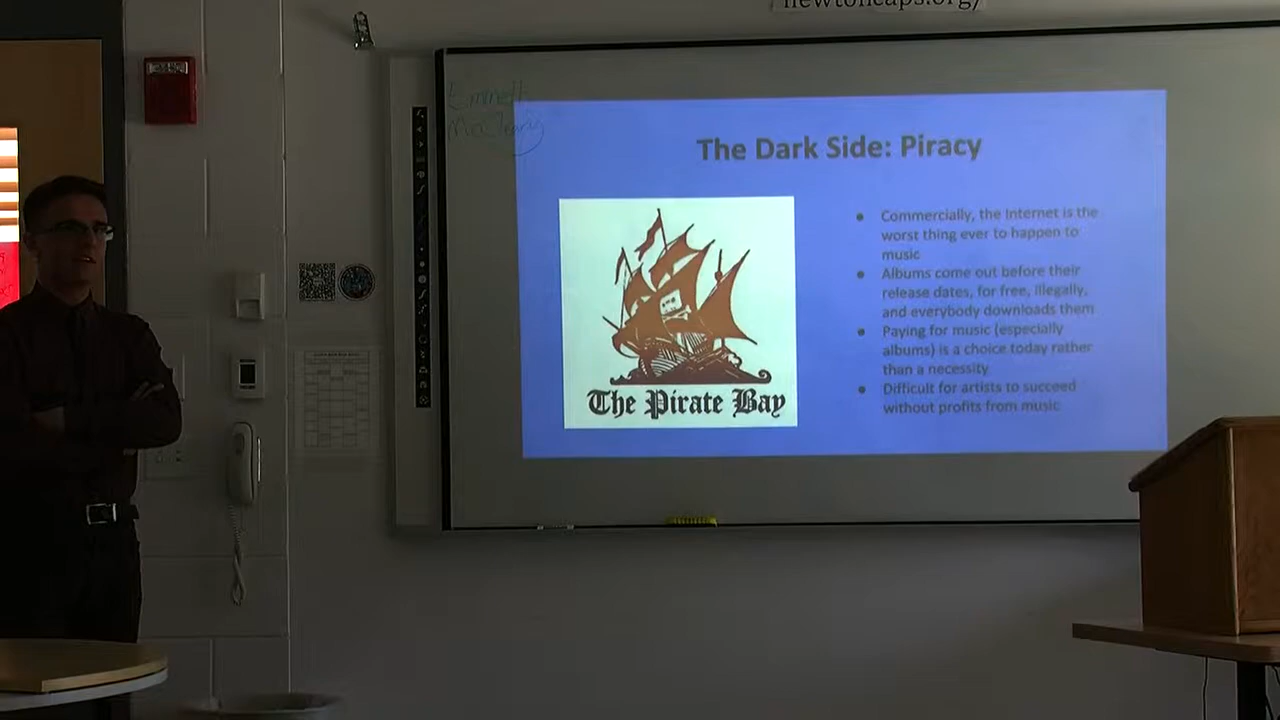 newtoncaps.org/
Emmett
The Dark Side: Piracy
Commercially, the Internet is the
worst thing ever to happen to
music
Albums come out before their
release dates, for free, illegally,
and everybody downloads them
Paying for music (especially
albums) is a choice today rather
than a necessity
Difficult for artists to succeed
without profits from music
The Pirate Bay